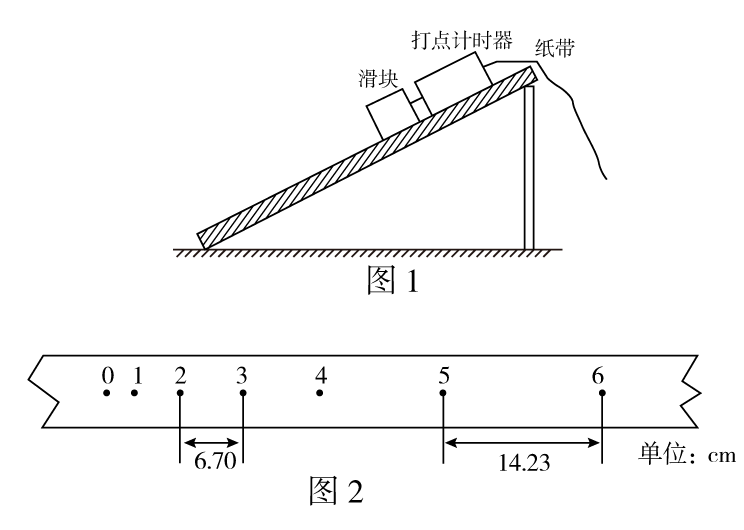 打点计时器
纸带
滑块
图 1
0 1 2 3 4 5 6
6.70
14.23
单位：cm
图 2